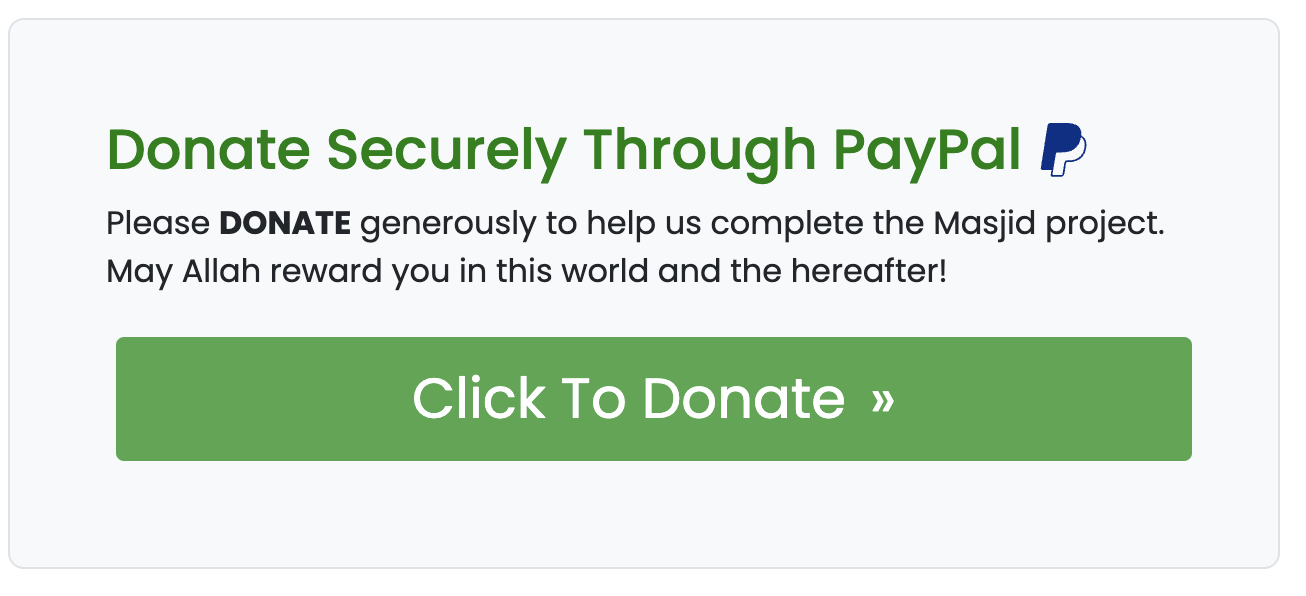 Donate Securely Through PayPal
Please DONATE generously to help us complete the Masjid project.
May Allah reward you in this world and the hereafter!
Click To Donate »